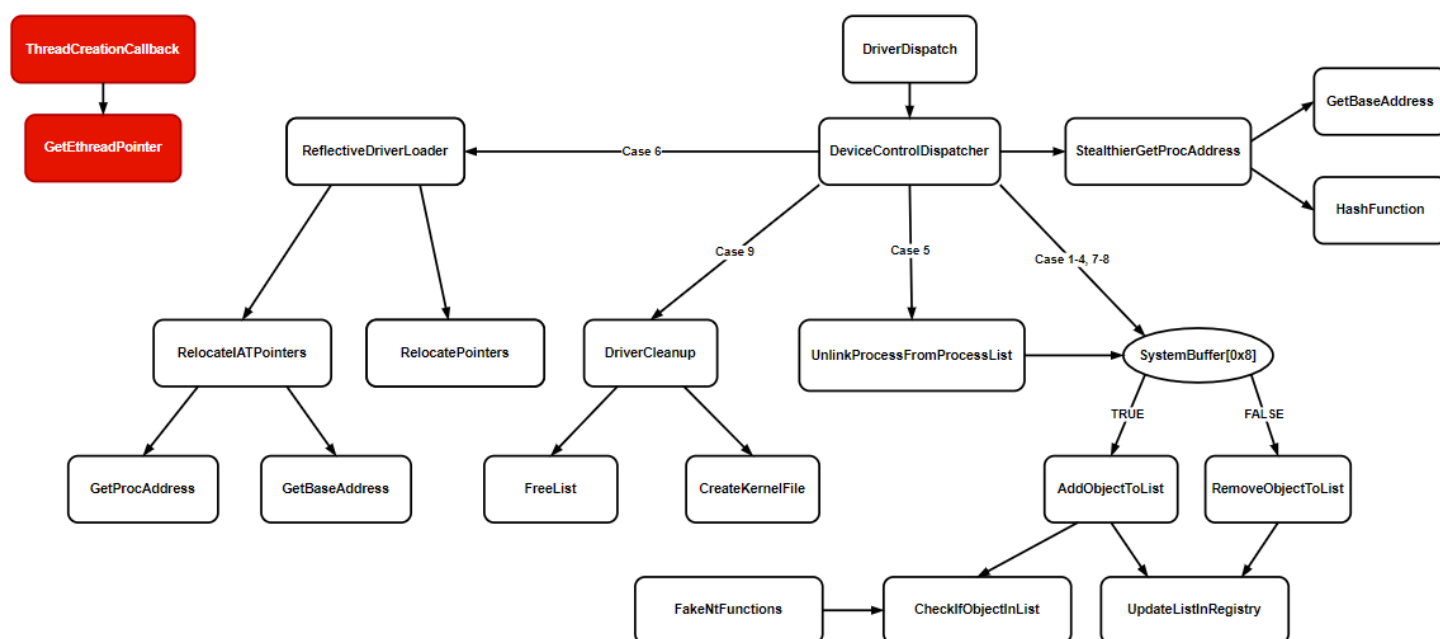 ThreadCreationCallback
DriverDispatch
GetBaseAddress
GetEthreadPointer
ReflectiveDriverLoader
Case 6
DeviceControlDispatcher
StealthierGetProcAddress
HashFunction
Case 9
Case 5
Case 1-4, 7-8
RelocateIATPointers
RelocatePointers
DriverCleanup
UnlinkProcessFromProcessList
SystemBuffer[0x8]
TRUE
FALSE
GetProcAddress
GetBaseAddress
FreeList
CreateKernelFile
AddObjectToList
RemoveObjectToList
FakeNtFunctions
CheckIfObjectInList
UpdateListInRegistry